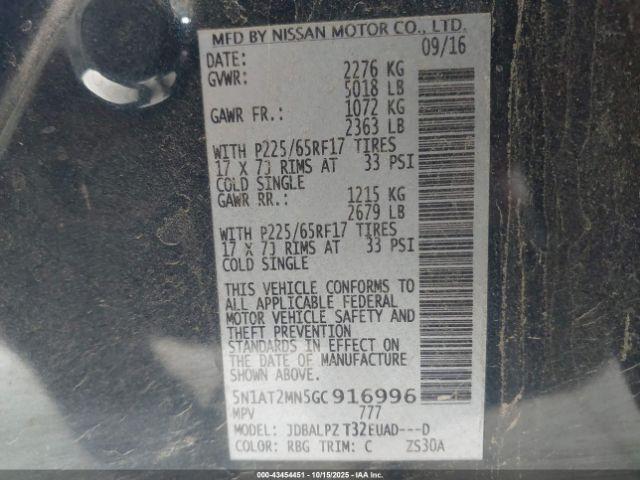 MFD BY NISSAN MOTOR CO., LTD.
DATE: 09/16
GVWR: 2276 KG
5018 LB
GAWR FR.: 1072 KG
2363 LB
WITH P225/65RF17 TIRES
17 X 7J RIMS AT 33 PSI
COLD SINGLE
GAWR RR.: 1215 KG
2679 LB
WITH P225/65RF17 TIRES
17 X 7J RIMS AT 33 PSI
COLD SINGLE
THIS VEHICLE CONFORMS TO
ALL APPLICABLE FEDERAL
MOTOR VEHICLE SAFETY AND
THEFT PREVENTION
STANDARDS IN EFFECT ON
THE DATE OF MANUFACTURE
SHOWN ABOVE.
5N1AT2MN5GC916996
MPV 777
MODEL: JDBALPZ T32EUAD---D
COLOR: RBG TRIM: C ZS30A
000-43454451 | 10/15/2025 | IAAI.com